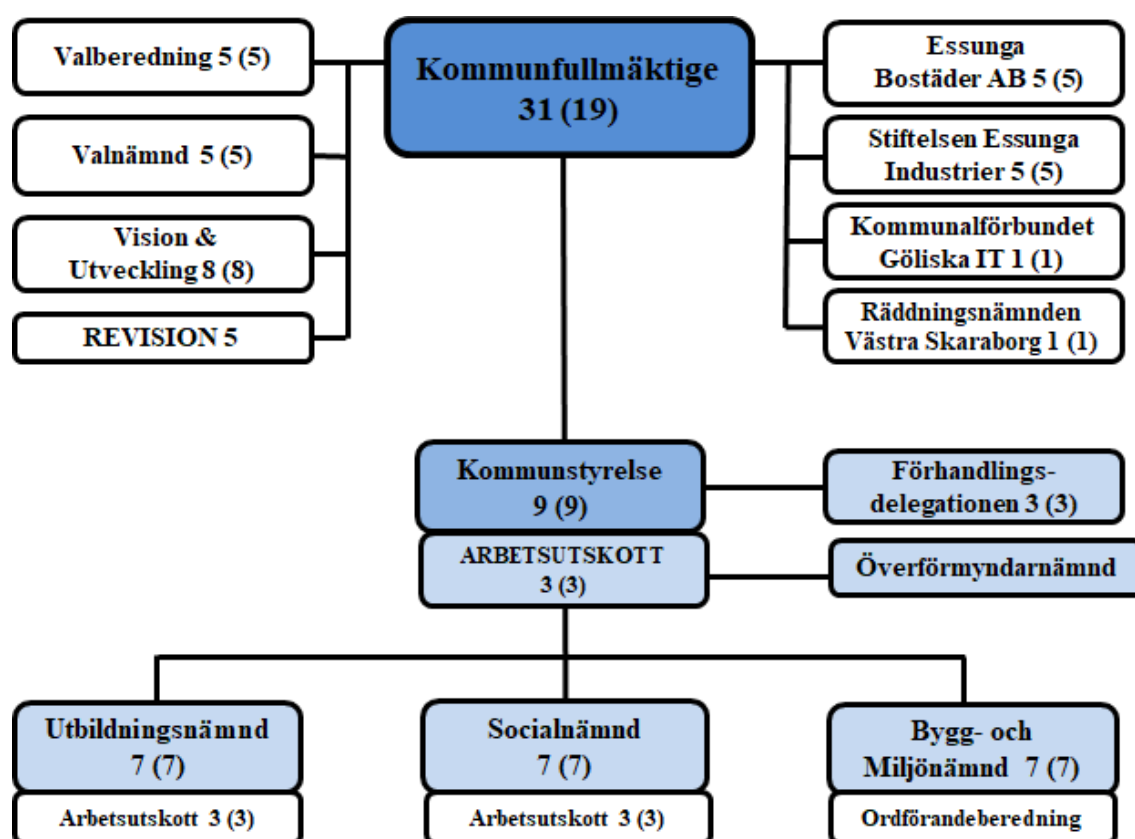 Valberedning 5 (5)
Valnämnd 5 (5)
Vision &
Utveckling 8 (8)
REVISION 5
Kommunfullmäktige
31 (19)
Essunga
Bostäder AB 5 (5)
Stiftelsen Essunga
Industrier 5 (5)
Kommunalförbundet
Göliska IT 1 (1)
Räddningsnämnden
Västra Skaraborg 1 (1)
Kommunstyrelse
9 (9)
ARBETSUTSKOTT
3 (3)
Förhandlings-
delegationen 3 (3)
Överförmyndarnämnd
Utbildningsnämnd
7 (7)
Arbetsutskott 3 (3)
Socialnämnd
7 (7)
Arbetsutskott 3 (3)
Bygg- och
Miljönämnd 7 (7)
Ordförandeberedning